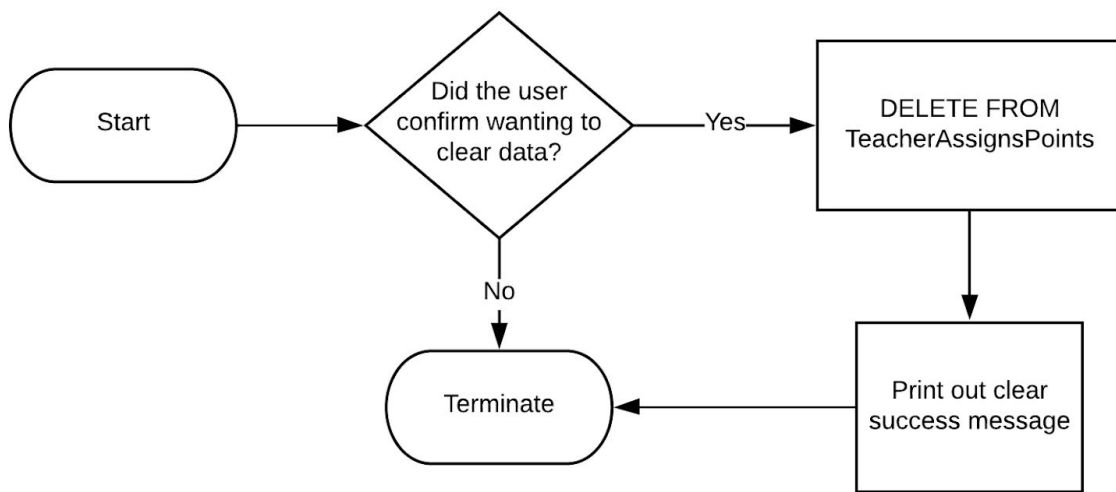 Start
Did the user
confirm wanting to
clear data?
Yes
DELETE FROM
TeacherAssignsPoints
No
Terminate
Print out clear
success message